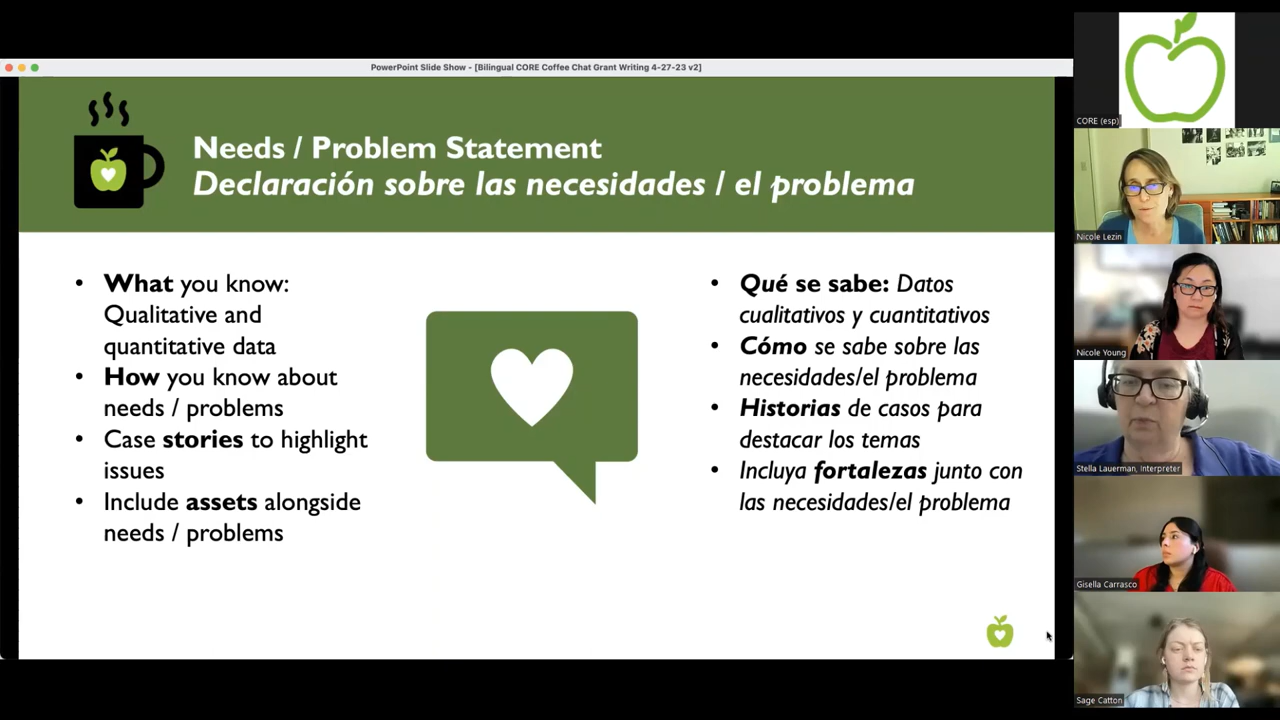 PowerPoint Slide Show - [Bilingual CORE Coffee Chat Grant Writing 4-27-23 v2]
Needs / Problem Statement
Declaración sobre las necesidades / el problema
• What you know:
Qualitative and
quantitative data
• How you know about
needs / problems
• Case stories to highlight
issues
• Include assets alongside
needs / problems
• Qué se sabe: Datos
cualitativos y cuantitativos
• Cómo se sabe sobre las
necesidades/el problema
• Historias de casos para
destacar los temas
• Incluya fortalezas junto con
las necesidades/el problema
CORE (esp)
Nicole Lezin
Nicole Young
Stella Lauerman, Interpreter
Gisella Carrasco
Sage Catton